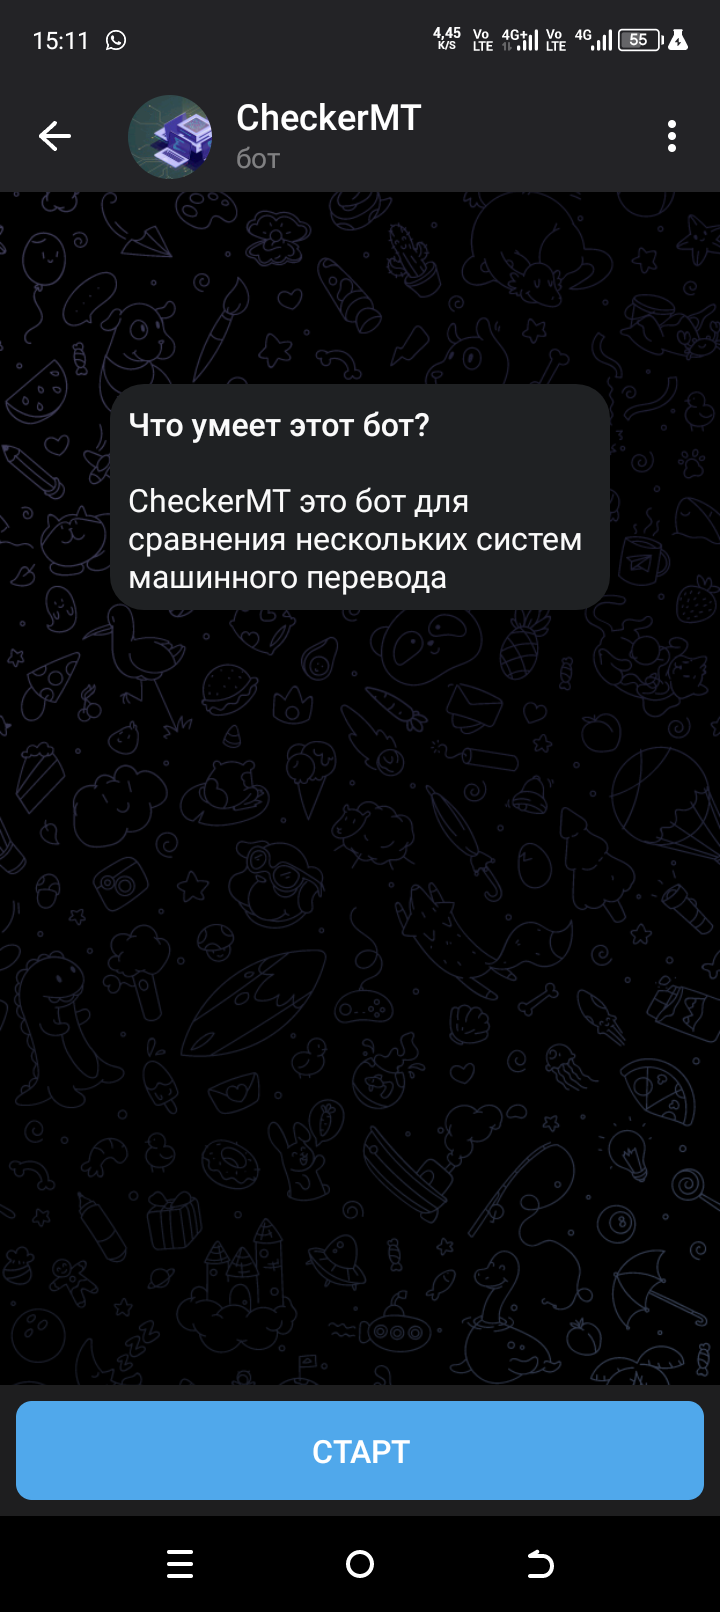 15:11
4,45
K/S
Vo
LTE
4G+
Vo
LTE
4G
55
CheckerMT
бот
Что умеет этот бот?
CheckerMT это бот для
сравнения нескольких систем
машинного перевода
8
СТАРТ